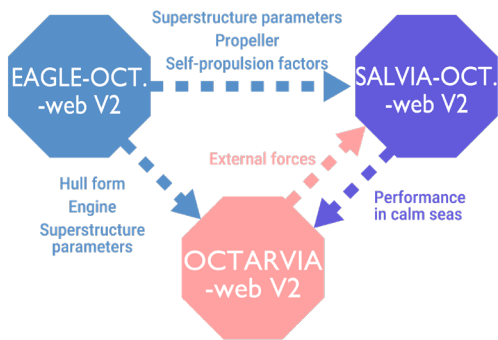 Superstructure parameters
Propeller
Self-propulsion factors
EAGLE-OCT.
-web V2
SALVIA-OCT.
-web V2
External forces
Hull form
Engine
Superstructure
parameters
Performance
in calm seas
OCTARVIA
-web V2